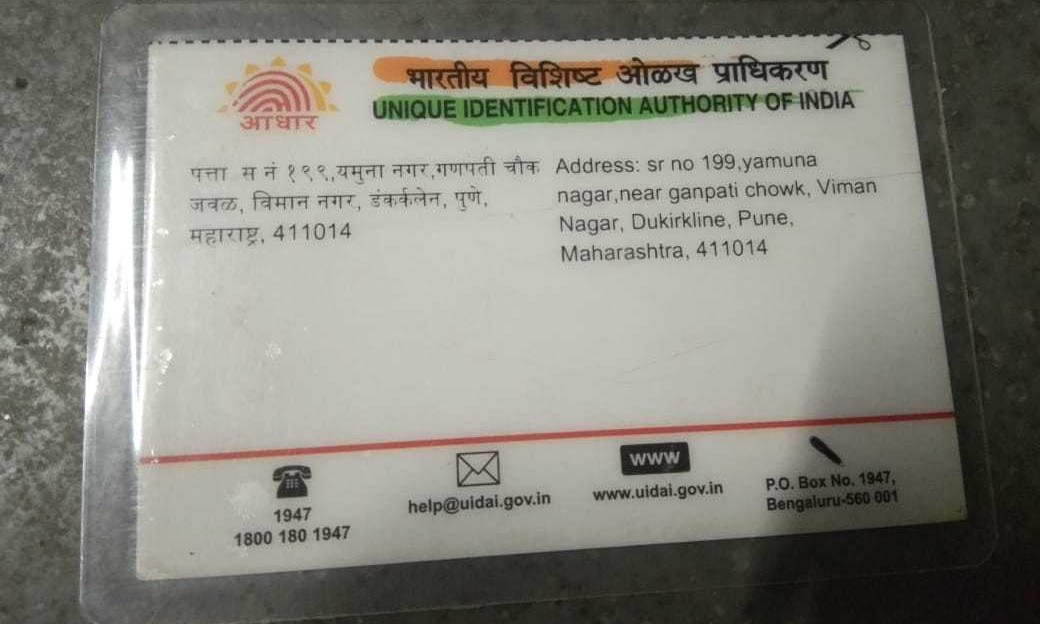 आधार
भारतीय विशिष्ट ओळख प्राधिकरण
UNIQUE IDENTIFICATION AUTHORITY OF INDIA
पत्ता स नं १९९,यमुना नगर,गणपती चौक
जवळ, विमान नगर, डंकर्कलेन, पुणे,
महाराष्ट्र, 411014
Address: sr no 199,yamuna
nagar,near ganpati chowk, Viman
Nagar, Dukirkline, Pune,
Maharashtra, 411014
1947
1800 180 1947
help@uidai.gov.in
www
www.uidai.gov.in
P.O. Box No. 1947,
Bengaluru-560 001